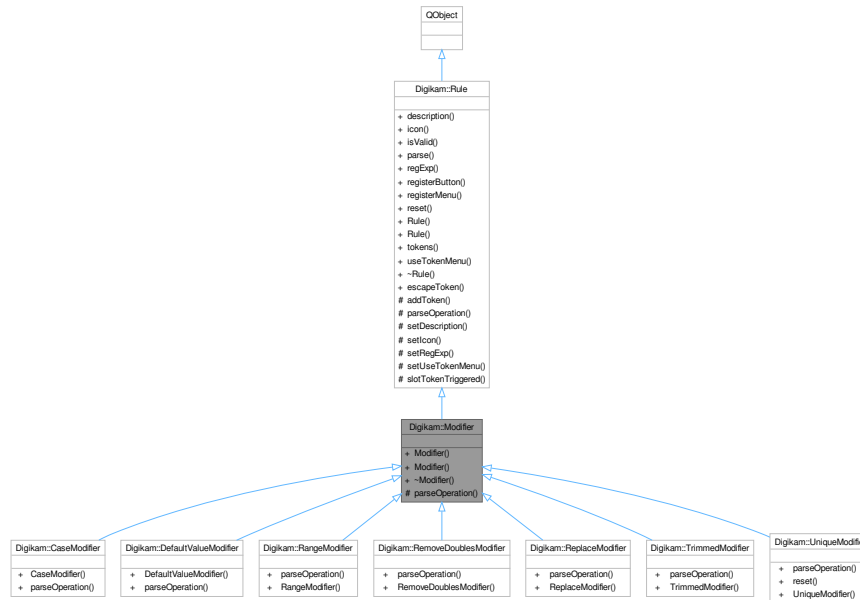 QObject
Digikam::Rule
+ description()
+ icon()
+ isValid()
+ parse()
+ regExp()
+ registerButton()
+ registerMenu()
+ reset()
+ Rule()
+ Rule()
+ tokens()
+ useTokenMenu()
+ ~Rule()
+ escapeToken()
# addToken()
# parseOperation()
# setDescription()
# setIcon()
# setRegExp()
# setUseTokenMenu()
# slotTokenTriggered()
Digikam::Modifier
+ Modifier()
+ Modifier()
+ ~Modifier()
# parseOperation()
Digikam::CaseModifier
+ CaseModifier()
+ parseOperation()
Digikam::DefaultValueModifier
+ DefaultValueModifier()
+ parseOperation()
Digikam::RangeModifier
+ parseOperation()
+ RangeModifier()
Digikam::RemoveDoublesModifier
+ parseOperation()
+ RemoveDoublesModifier()
Digikam::ReplaceModifier
+ parseOperation()
+ ReplaceModifier()
Digikam::TrimmedModifier
+ parseOperation()
+ TrimmedModifier()
Digikam::UniqueModifie
+ parseOperation()
+ reset()
+ UniqueModifier()